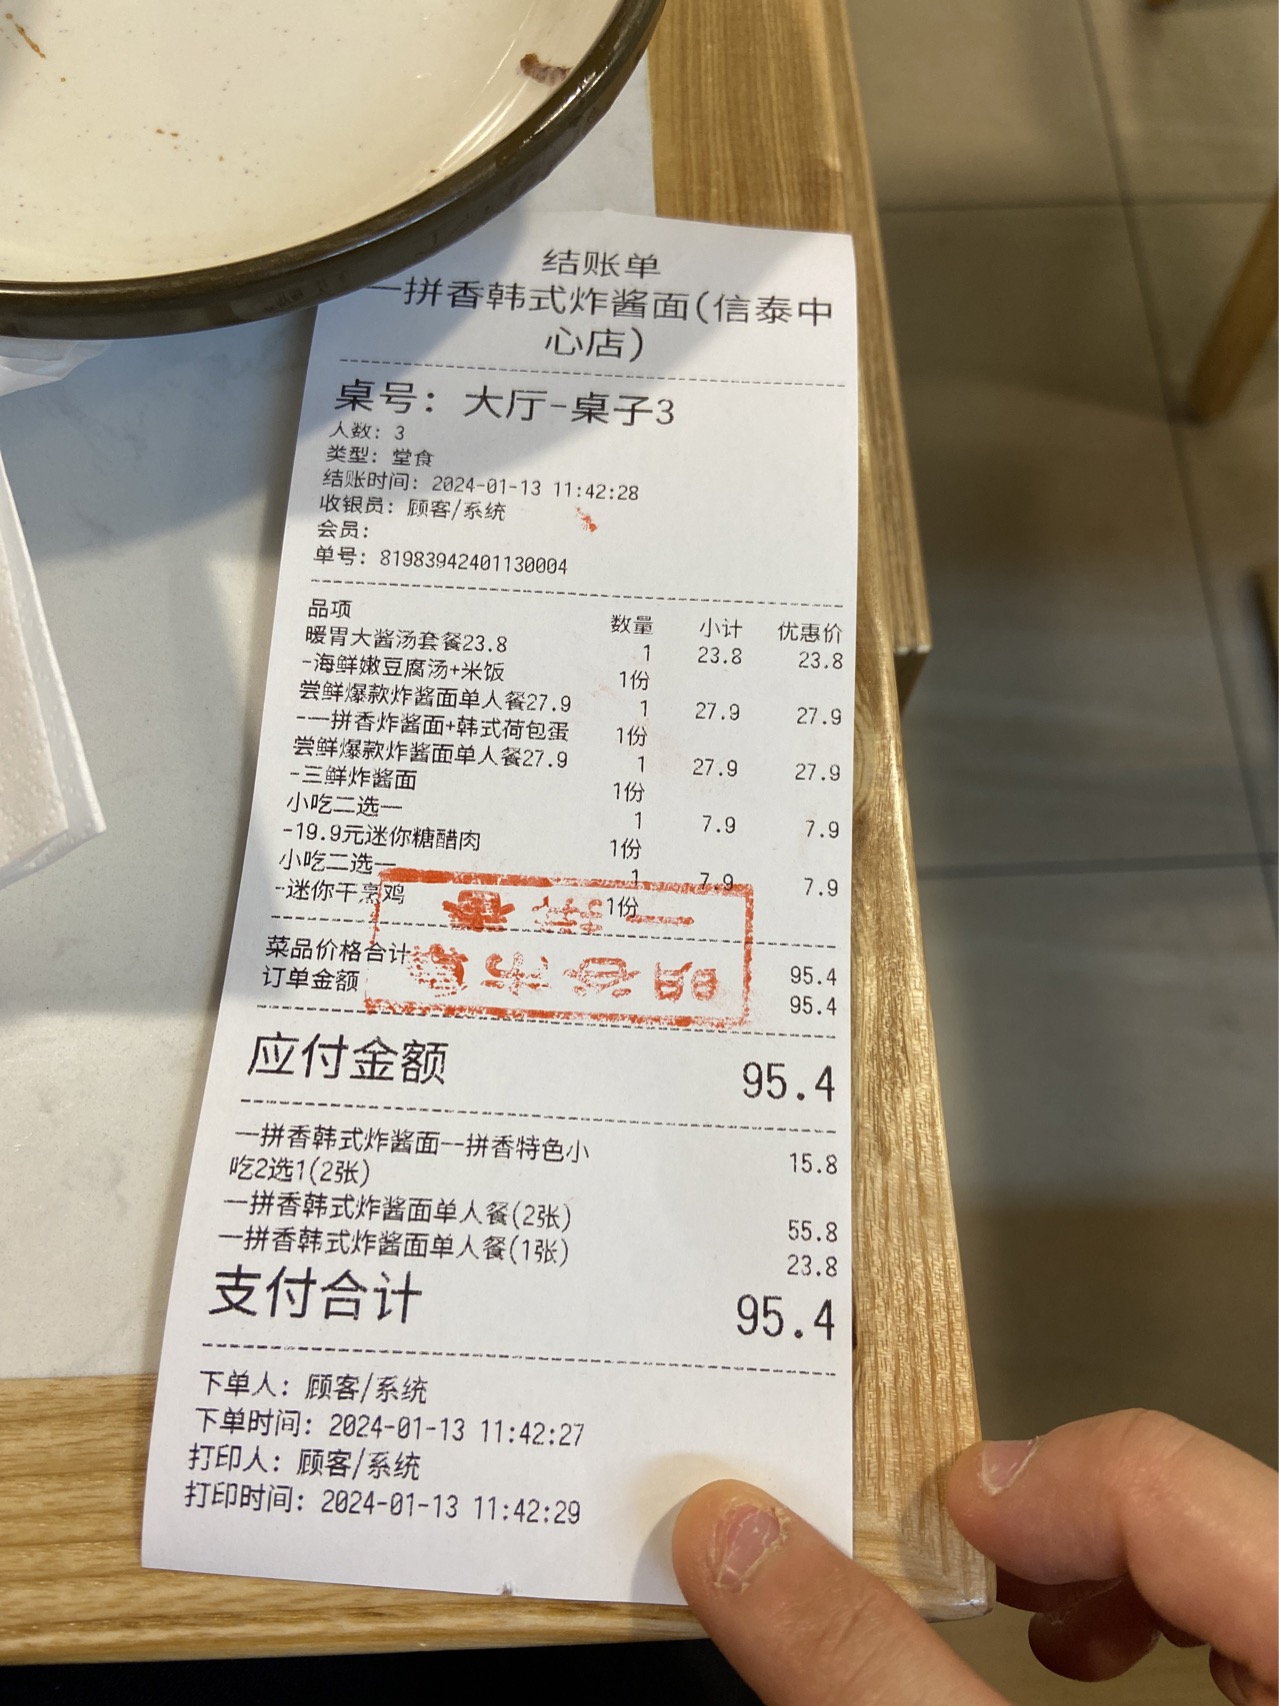 结账单
一拼香韩式炸酱面(信泰中
心店)
桌号: 大厅-桌子3
人数: 3
类型: 堂食
结账时间: 2024-01-13 11:42:28
收银员: 顾客/系统
会员:
单号: 81983942401130004
品项 数量 小计 优惠价
暖胃大酱汤套餐23.8 1 23.8 23.8
-海鲜嫩豆腐汤+米饭 1份
尝鲜爆款炸酱面单人餐27.9 1 27.9 27.9
-一拼香炸酱面+韩式荷包蛋 1份
尝鲜爆款炸酱面单人餐27.9 1 27.9 27.9
-三鲜炸酱面 1份
小吃二选一 1 7.9 7.9
-19.9元迷你糖醋肉 1份
小吃二选一 1 7.9 7.9
-迷你干烹鸡 1份
一拼香
菜品价格合计 95.4
订单金额 95.4
应付金额 95.4
一拼香韩式炸酱面-一拼香特色小 15.8
吃2选1(2张)
一拼香韩式炸酱面单人餐(2张) 55.8
一拼香韩式炸酱面单人餐(1张) 23.8
支付合计 95.4
下单人: 顾客/系统
下单时间: 2024-01-13 11:42:27
打印人: 顾客/系统
打印时间: 2024-01-13 11:42:29